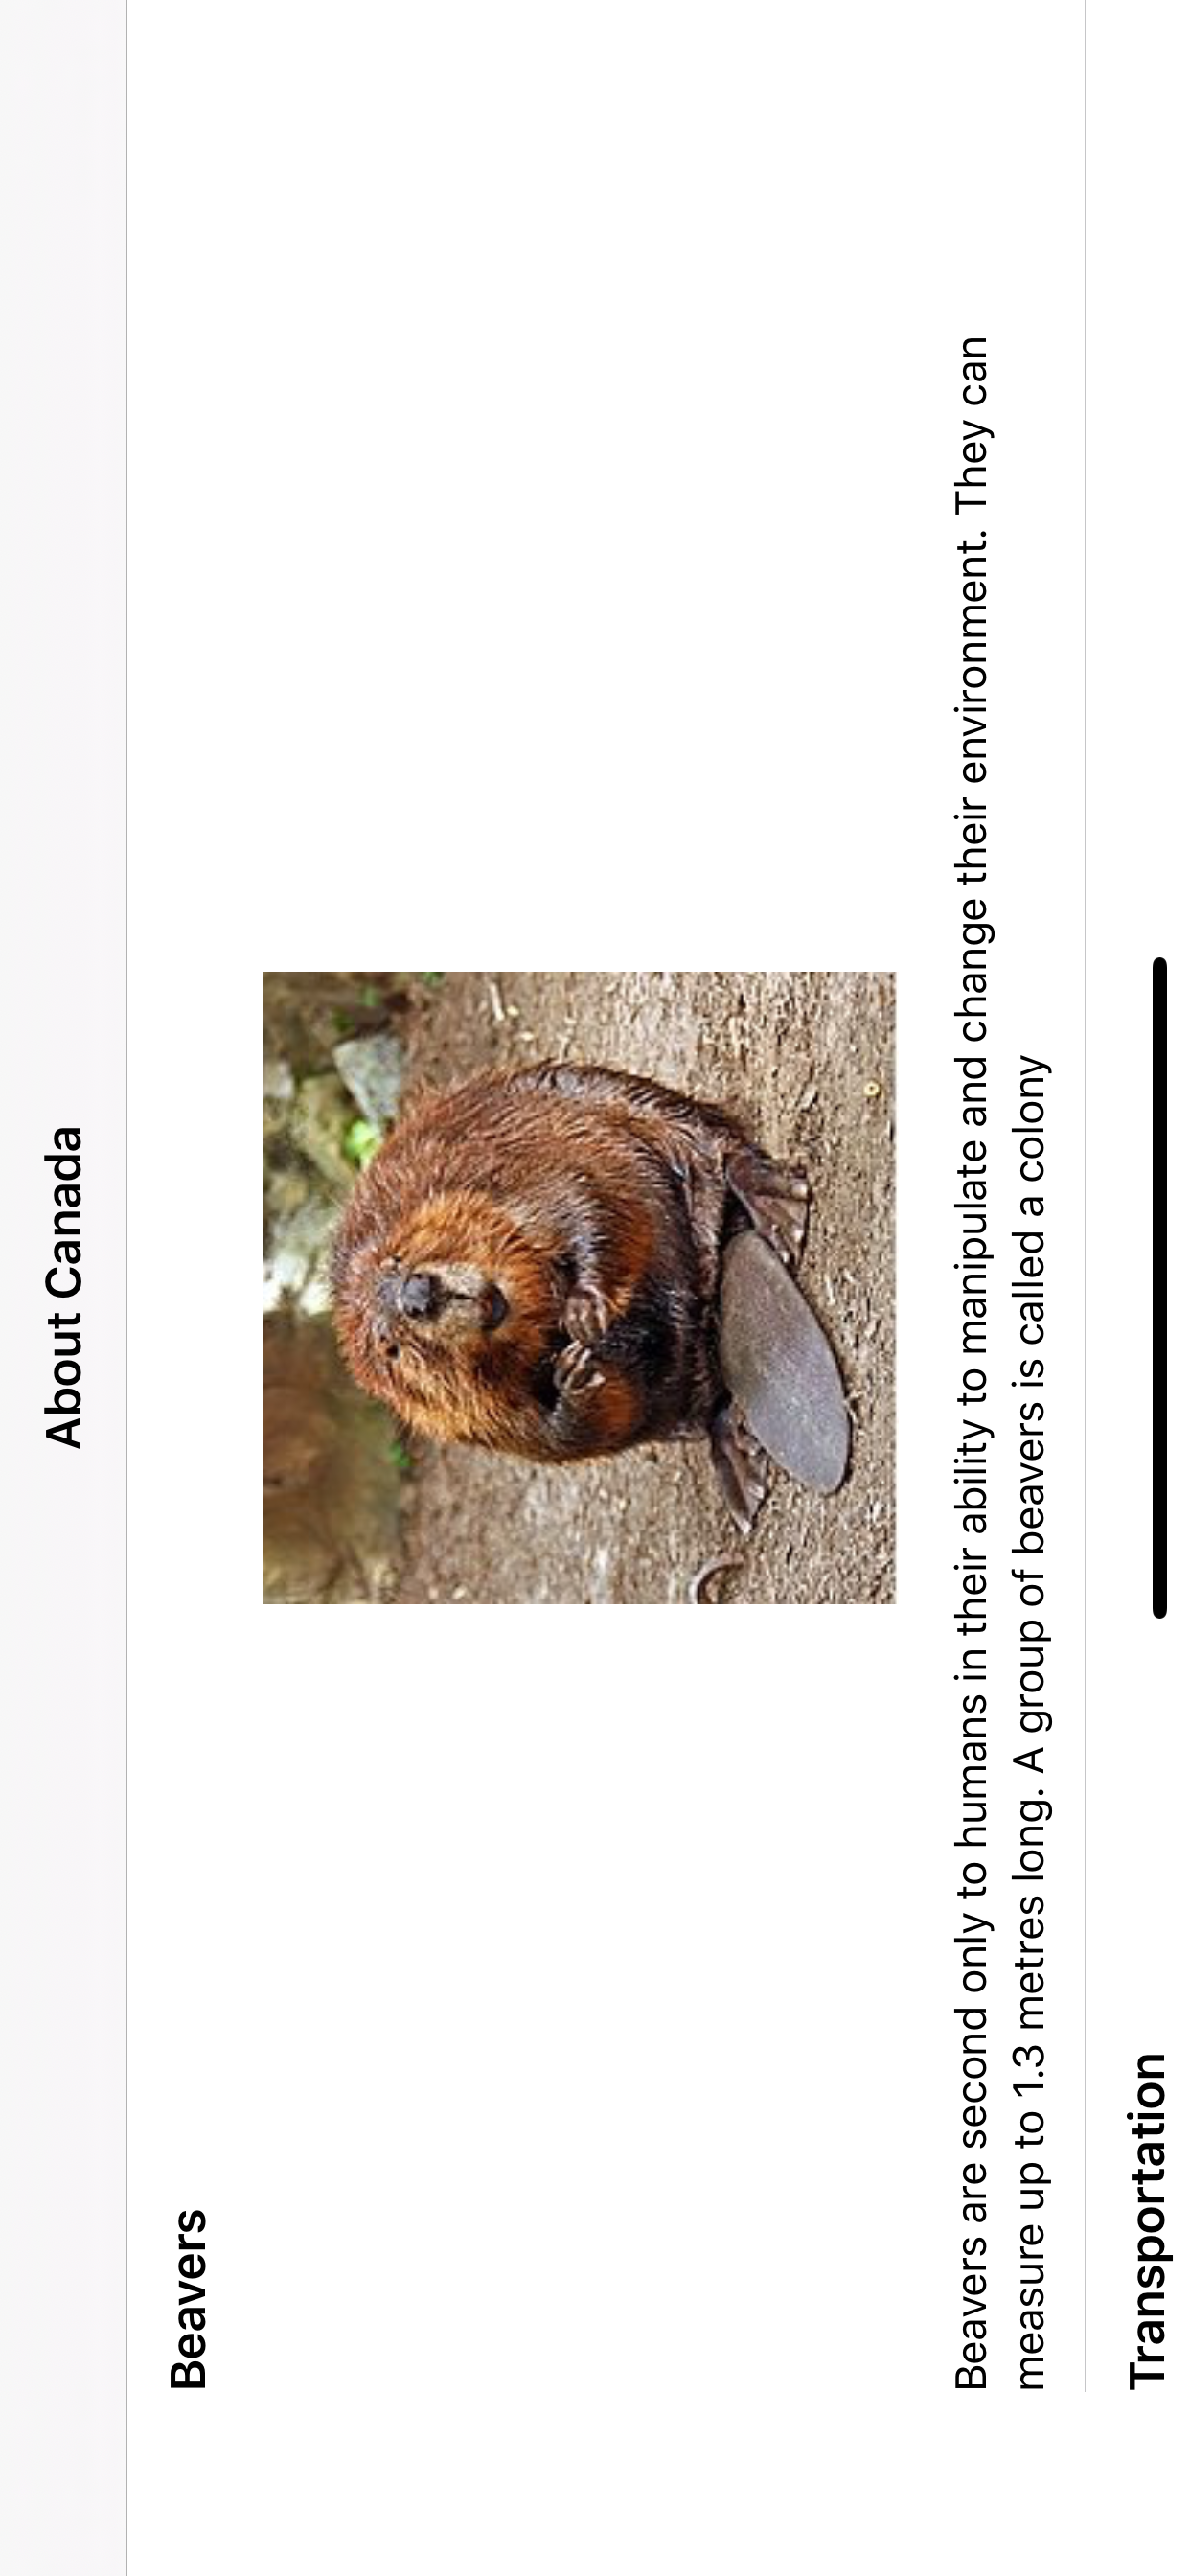 About Canada
Beavers
Beavers are second only to humans in their ability to manipulate and change their environment. They can
measure up to 1.3 metres long. A group of beavers is called a colony
Transportation